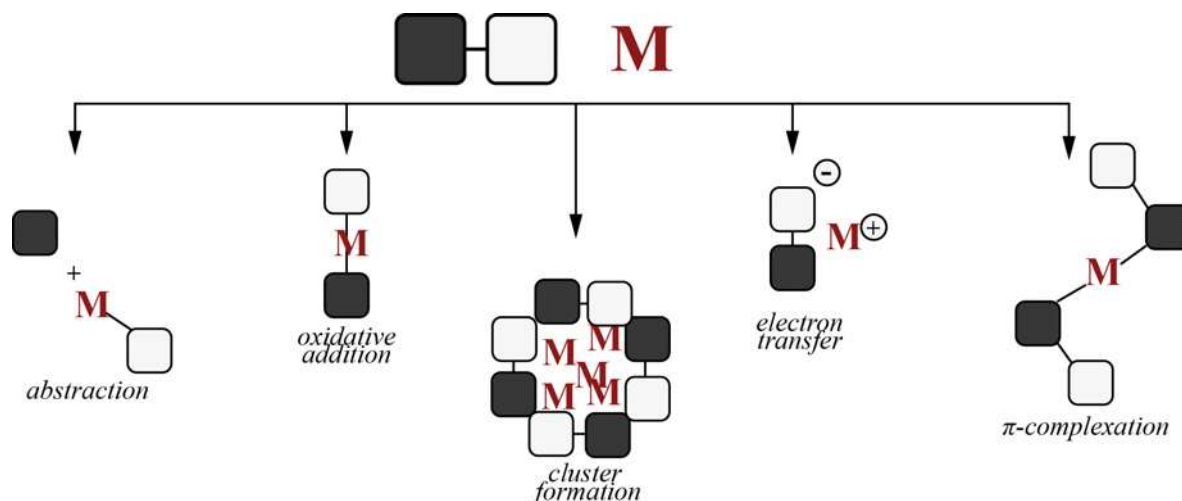 M
-
M +
M
+
M
M
M
M
M
M
M
oxidative
addition
electron
transfer
abstraction
π-complexation
cluster
formation